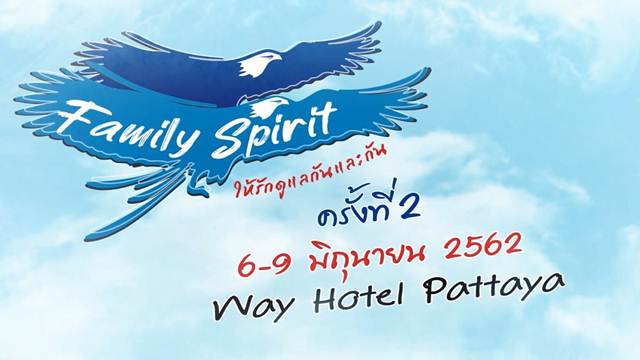 Family Spirit
ให้รักดูแลกันและกัน
ครั้งที่ 2
6-9 มิถุนายน 2562
Way Hotel Pattaya